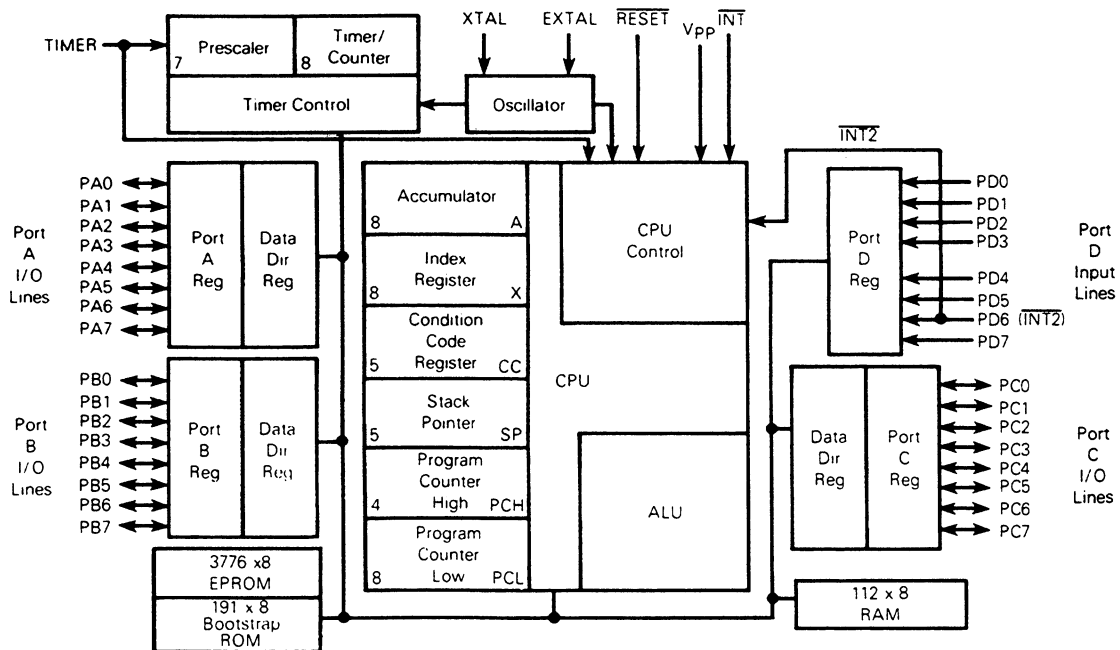 XTAL
EXTAL
RESET
VPP
INT
TIMER
Prescaler
7
Timer/
Counter
8
Timer Control
Oscillator
INT2
Port
A
I/O
Lines
PA0
PA1
PA2
PA3
PA4
PA5
PA6
PA7
Port
A
Reg
Data
Dir
Reg
Accumulator
8 A
Index
Register
8 X
Condition
Code
Register
5 CC
Stack
Pointer
5 SP
Program
Counter
High
4 PCH
Program
Counter
Low
8 PCL
CPU
Control
CPU
ALU
Port
D
Reg
PD0
PD1
PD2
PD3
PD4
PD5
PD6 (INT2)
PD7
Port
D
Input
Lines
Port
B
I/O
Lines
PB0
PB1
PB2
PB3
PB4
PB5
PB6
PB7
Port
B
Reg
Data
Dir
Reg
Data
Dir
Reg
Port
C
Reg
PC0
PC1
PC2
PC3
PC4
PC5
PC6
PC7
Port
C
I/O
Lines
3776 x8
EPROM
191 x 8
Bootstrap
ROM
112 x 8
RAM